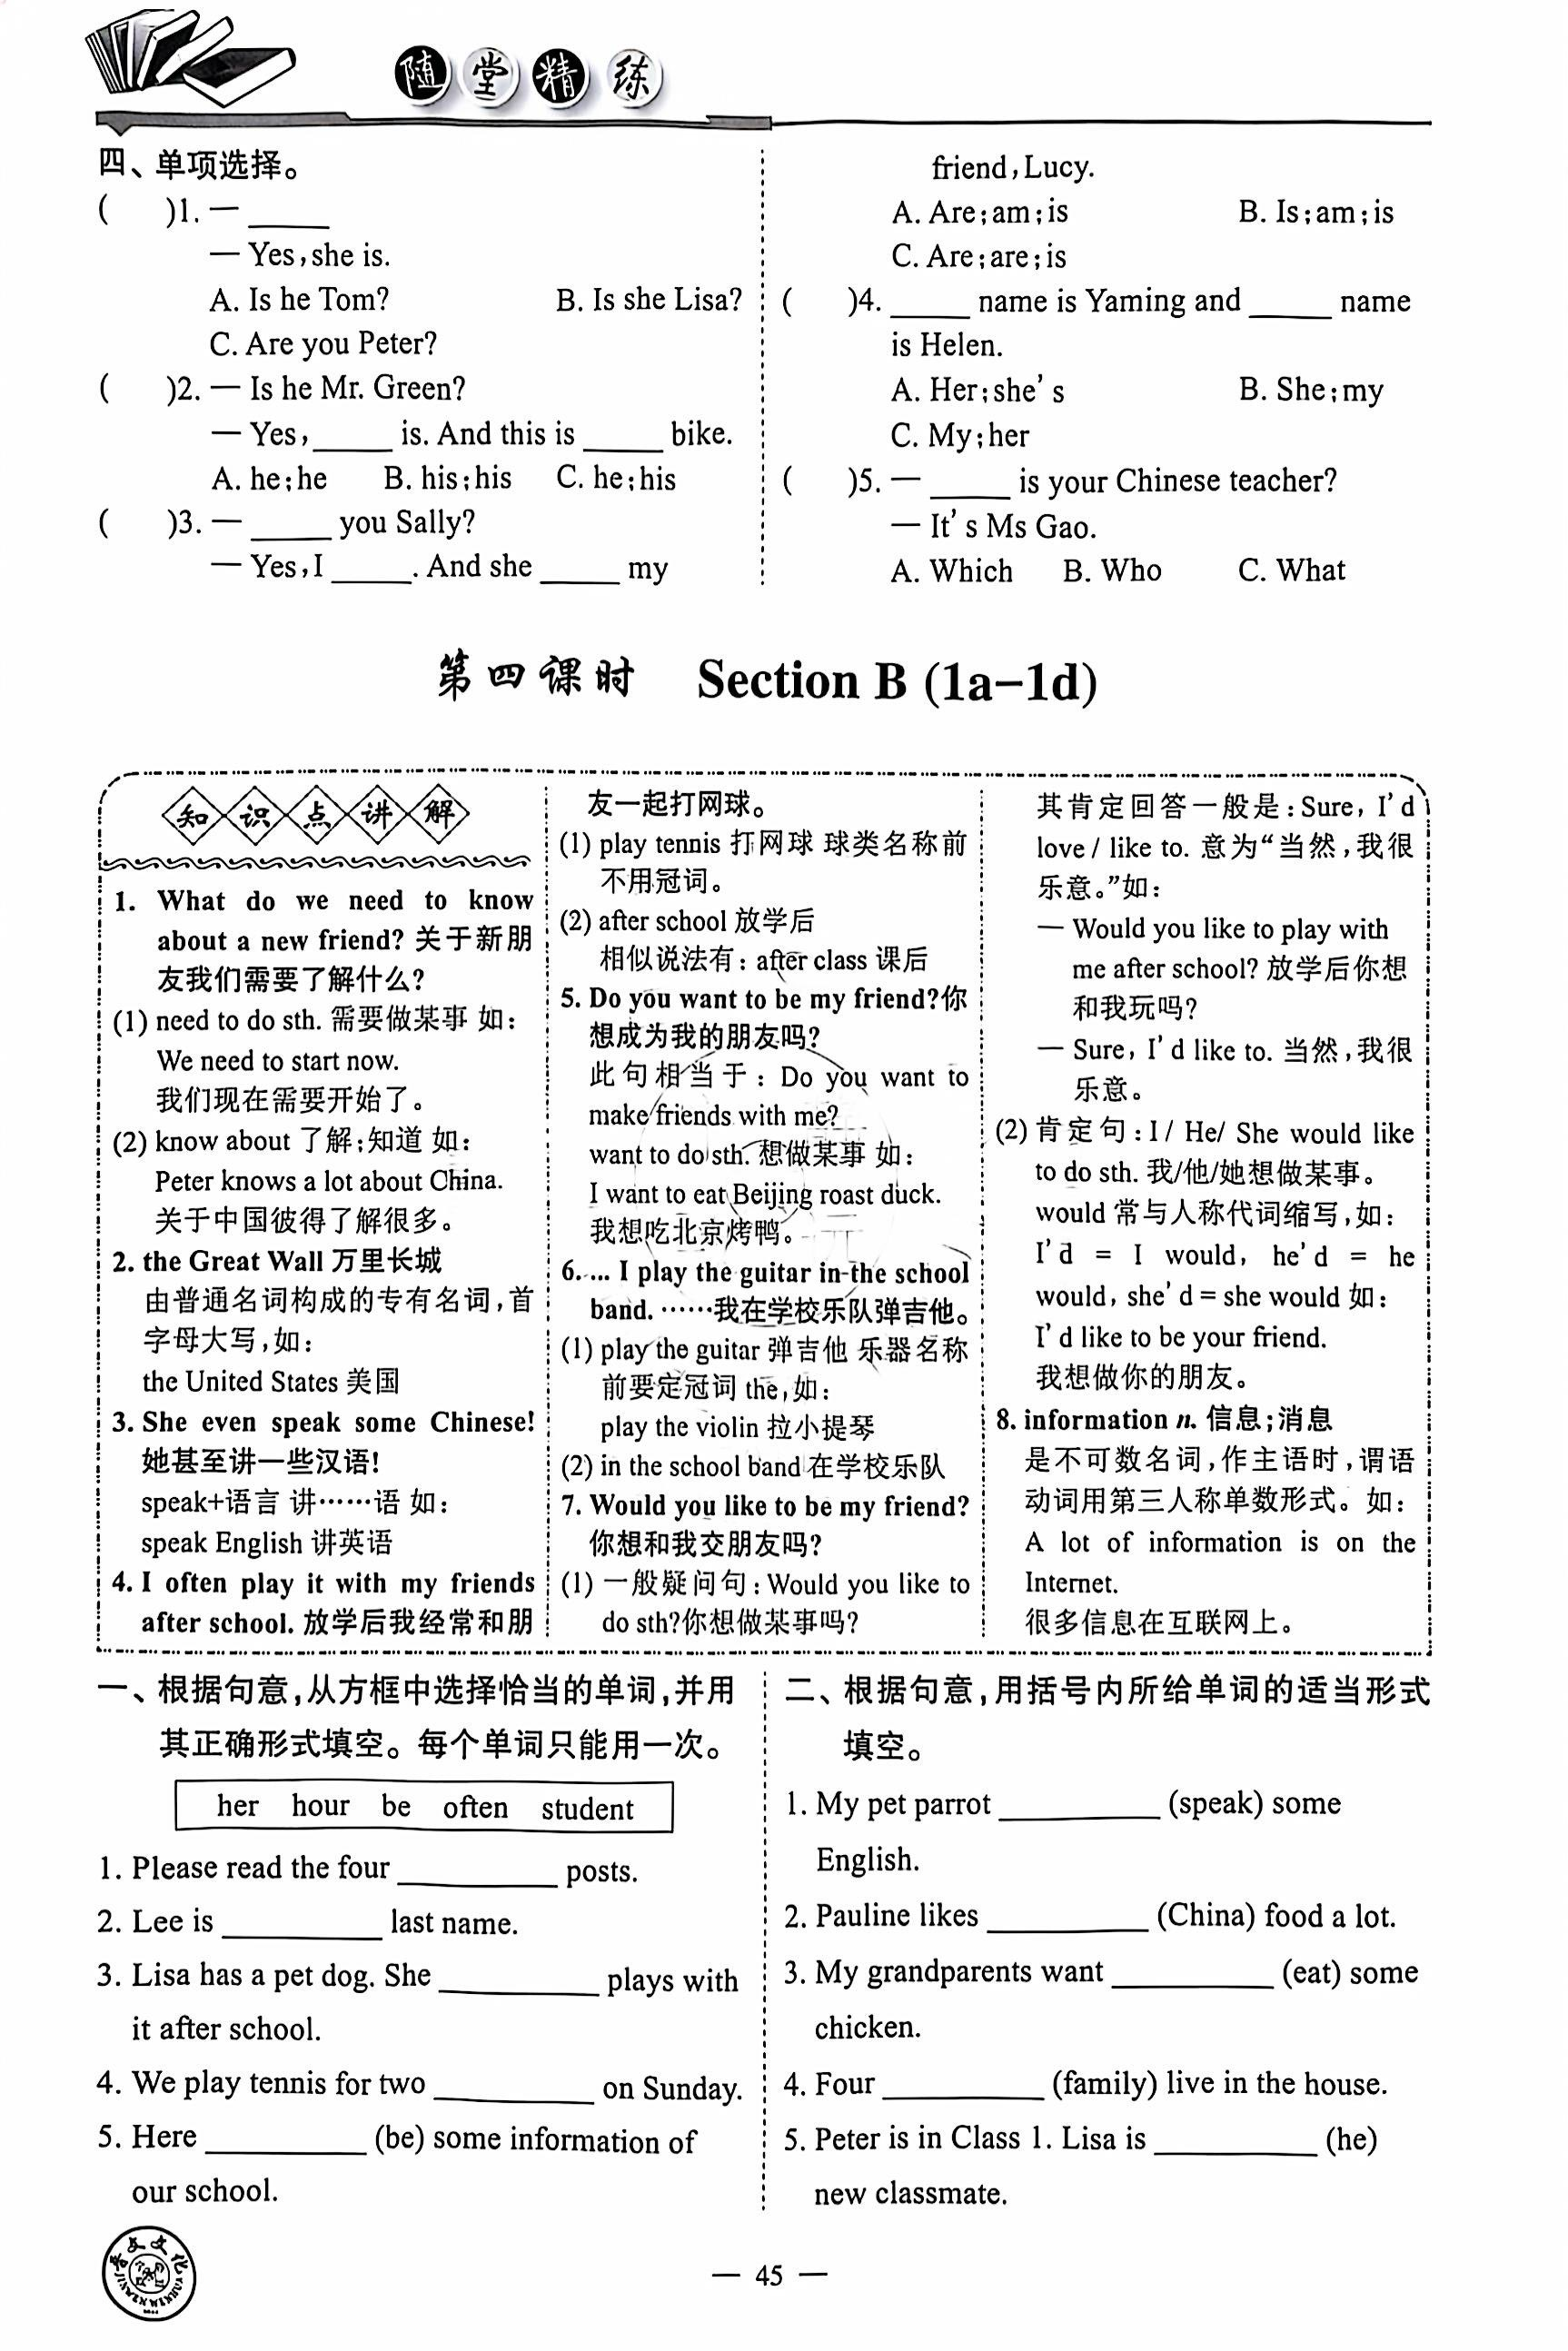 随堂精练
四、单项选择。
(　　)1. — _____
— Yes, she is.
A. Is he Tom?　　B. Is she Lisa?
C. Are you Peter?
(　　)2. — Is he Mr. Green?
— Yes, _____ is. And this is _____ bike.
A. he; he　B. his; his　C. he; his
(　　)3. — _____ you Sally?
— Yes, I _____. And she _____ my
friend, Lucy.
A. Are; am; is　　B. Is; am; is
C. Are; are; is
(　　)4. _____ name is Yaming and _____ name
is Helen.
A. Her; she's　　B. She; my
C. My; her
(　　)5. — _____ is your Chinese teacher?
— It's Ms Gao.
A. Which　B. Who　C. What
第四课时　Section B (1a–1d)
知识点讲解
1. What do we need to know
about a new friend? 关于新朋
友我们需要了解什么?
(1) need to do sth. 需要做某事 如:
We need to start now.
我们现在需要开始了。
(2) know about 了解;知道 如:
Peter knows a lot about China.
关于中国彼得了解很多。
2. the Great Wall 万里长城
由普通名词构成的专有名词,首
字母大写,如:
the United States 美国
3. She even speak some Chinese!
她甚至讲一些汉语!
speak+语言 讲……语 如:
speak English 讲英语
4. I often play it with my friends
after school. 放学后我经常和朋
友一起打网球。
(1) play tennis 打网球 球类名称前
不用冠词。
(2) after school 放学后
相似说法有: after class 课后
5. Do you want to be my friend?你
想成为我的朋友吗?
此句相当于: Do you want to
make friends with me?
want to do sth. 想做某事 如:
I want to eat Beijing roast duck.
我想吃北京烤鸭。
6. ... I play the guitar in the school
band. ……我在学校乐队弹吉他。
(1) play the guitar 弹吉他 乐器名称
前要定冠词 the,如:
play the violin 拉小提琴
(2) in the school band 在学校乐队
7. Would you like to be my friend?
你想和我交朋友吗?
(1) 一般疑问句: Would you like to
do sth?你想做某事吗?
其肯定回答一般是: Sure, I'd
love / like to. 意为“当然,我很
乐意。”如:
— Would you like to play with
me after school? 放学后你想
和我玩吗?
— Sure, I'd like to. 当然,我很
乐意。
(2) 肯定句: I/ He/ She would like
to do sth. 我/他/她想做某事。
would 常与人称代词缩写,如:
I'd = I would, he'd = he
would, she'd = she would 如:
I'd like to be your friend.
我想做你的朋友。
8. information n. 信息;消息
是不可数名词,作主语时,谓语
动词用第三人称单数形式。如:
A lot of information is on the
Internet.
很多信息在互联网上。
一、根据句意,从方框中选择恰当的单词,并用
其正确形式填空。每个单词只能用一次。
her　hour　be　often　student
1. Please read the four __________ posts.
2. Lee is __________ last name.
3. Lisa has a pet dog. She __________ plays with
it after school.
4. We play tennis for two __________ on Sunday.
5. Here __________ (be) some information of
our school.
二、根据句意,用括号内所给单词的适当形式
填空。
1. My pet parrot __________ (speak) some
English.
2. Pauline likes __________ (China) food a lot.
3. My grandparents want __________ (eat) some
chicken.
4. Four __________ (family) live in the house.
5. Peter is in Class 1. Lisa is __________ (he)
new classmate.
— 45 —